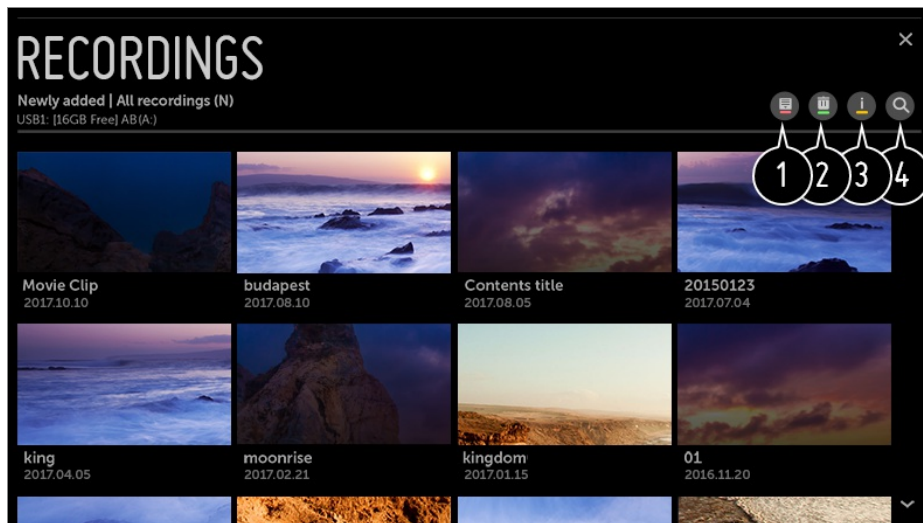 RECORDINGS
Newly added | All recordings (N)
USB1: [16GB Free] AB(A:)
1 2 3 4
Movie Clip
2017.10.10
budapest
2017.08.10
Contents title
2017.08.05
20150123
2017.07.04
king
2017.04.05
moonrise
2017.02.21
kingdom
2017.01.15
01
2016.11.20